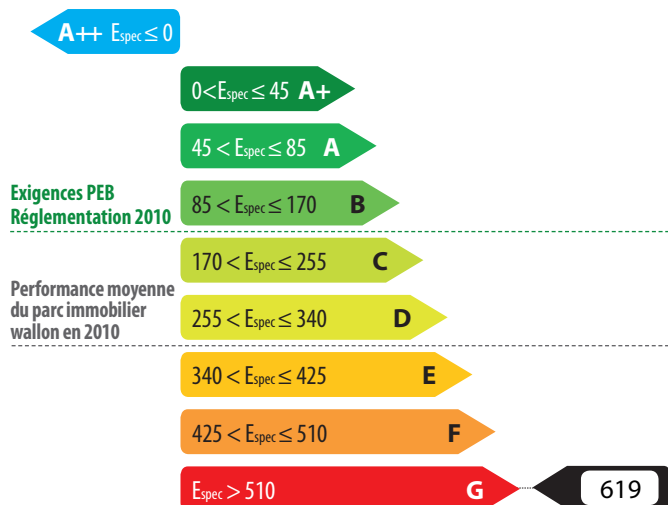 A++ Espec ≤ 0
0<Espec ≤ 45 A+
45 < Espec ≤ 85 A
Exigences PEB
Réglementation 2010
85 < Espec ≤ 170 B
170 < Espec ≤ 255 C
Performance moyenne
du parc immobilier
wallon en 2010
255 < Espec ≤ 340 D
340 < Espec ≤ 425 E
425 < Espec ≤ 510 F
Espec > 510 G 619